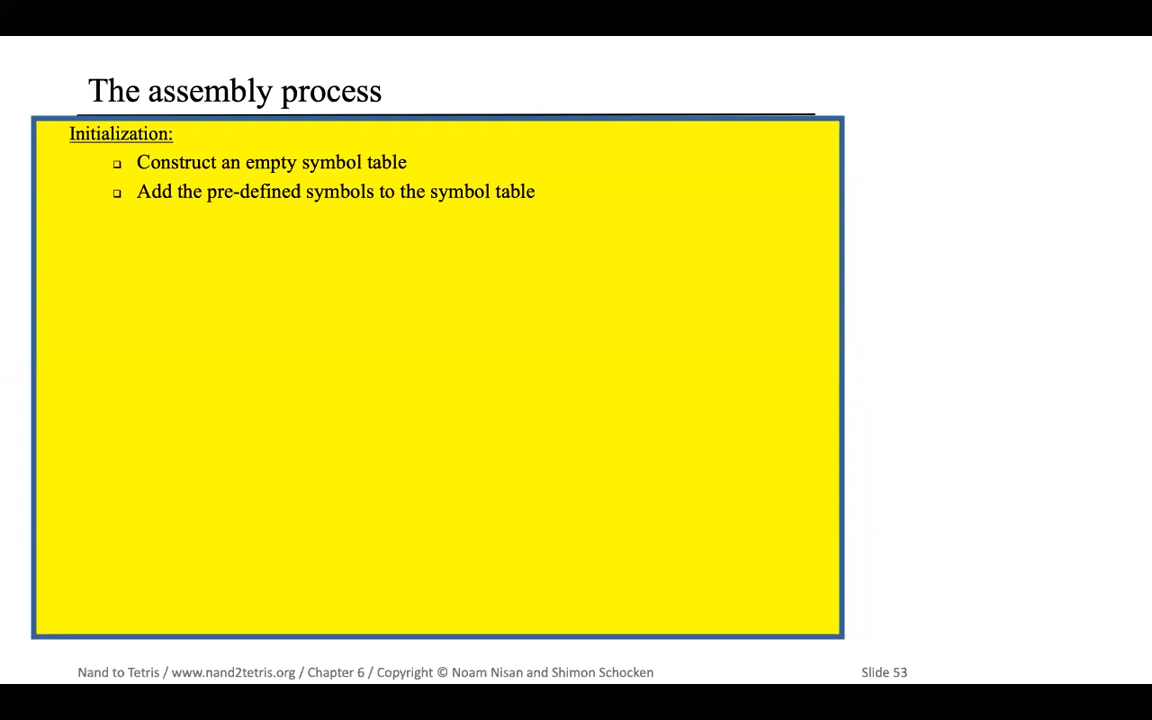 The assembly process
Initialization:
❑ Construct an empty symbol table
❑ Add the pre-defined symbols to the symbol table
Nand to Tetris / www.nand2tetris.org / Chapter 6 / Copyright © Noam Nisan and Shimon Schocken
Slide 53